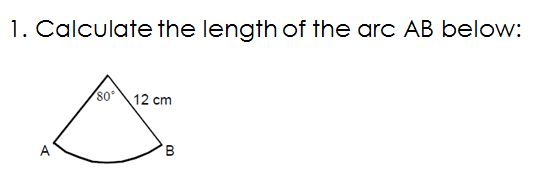 1. Calculate the length of the arc AB below:
80°
12 cm
A
B